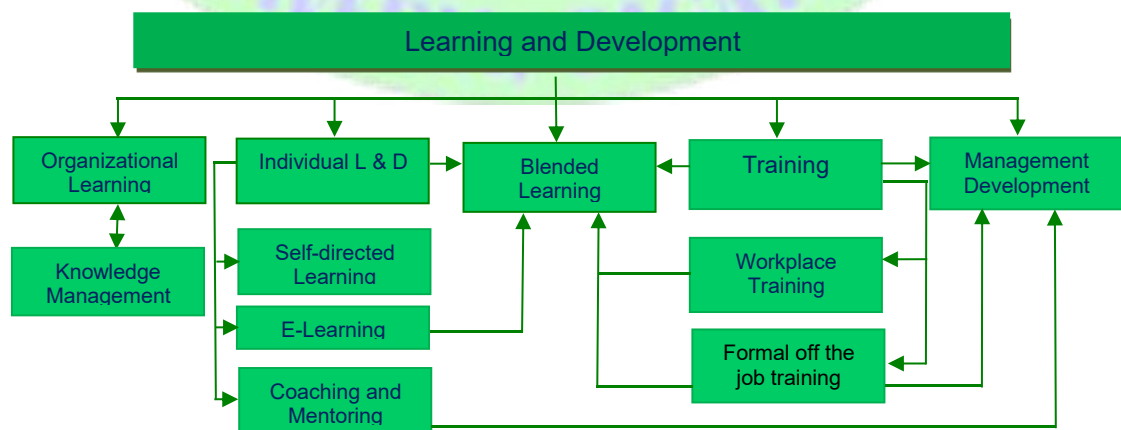 Learning and Development
Organizational
Learning
Individual L & D
Blended
Learning
Training
Management
Development
Knowledge
Management
Self-directed
Learning
Workplace
Training
E-Learning
Formal off the
job training
Coaching and
Mentoring